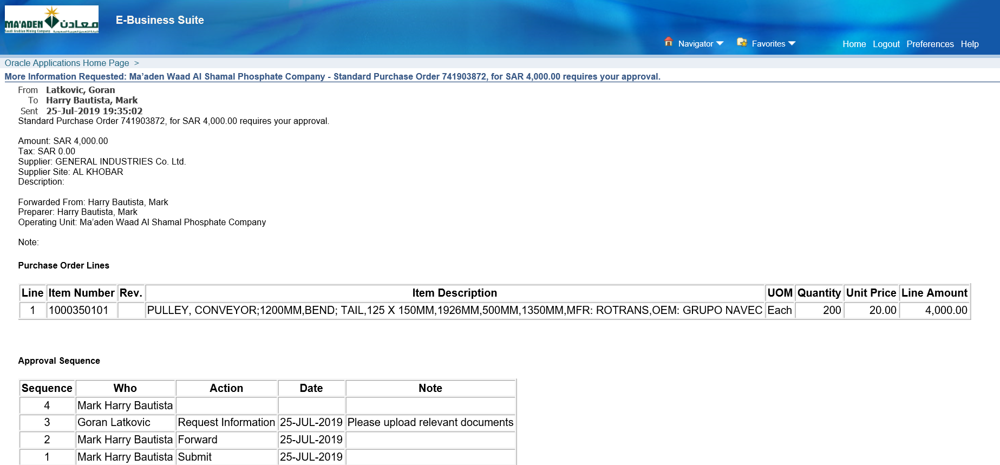 MA'ADEN معادن
Saudi Arabian Mining Company شركة التعدين العربية السعودية
E-Business Suite
Navigator Favorites Home Logout Preferences Help
Oracle Applications Home Page >
More Information Requested: Ma'aden Waad Al Shamal Phosphate Company - Standard Purchase Order 741903872, for SAR 4,000.00 requires your approval.
From Latkovic, Goran
To Harry Bautista, Mark
Sent 25-Jul-2019 19:35:02
Standard Purchase Order 741903872, for SAR 4,000.00 requires your approval.
Amount: SAR 4,000.00
Tax: SAR 0.00
Supplier: GENERAL INDUSTRIES Co. Ltd.
Supplier Site: AL KHOBAR
Description:
Forwarded From: Harry Bautista, Mark
Preparer: Harry Bautista, Mark
Operating Unit: Ma'aden Waad Al Shamal Phosphate Company
Note:
Purchase Order Lines
Line Item Number Rev. Item Description UOM Quantity Unit Price Line Amount
1 1000350101 PULLEY, CONVEYOR;1200MM,BEND; TAIL,125 X 150MM,1926MM,500MM,1350MM,MFR: ROTRANS,OEM: GRUPO NAVEC Each 200 20.00 4,000.00
Approval Sequence
Sequence Who Action Date Note
4 Mark Harry Bautista
3 Goran Latkovic Request Information 25-JUL-2019 Please upload relevant documents
2 Mark Harry Bautista Forward 25-JUL-2019
1 Mark Harry Bautista Submit 25-JUL-2019